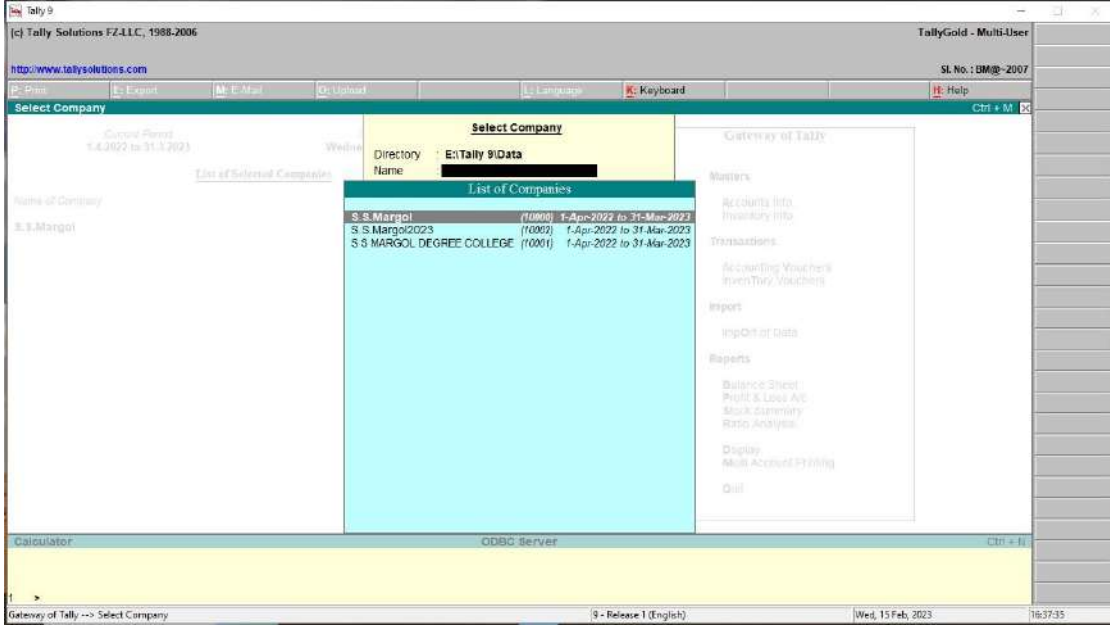 Tally 9
(c) Tally Solutions FZ-LLC, 1988-2006 TallyGold - Multi-User
http://www.tallysolutions.com Sl. No. : BM@~2007
P: Print E: Export M: E-Mail O: Upload L: Language K: Keyboard H: Help
Select Company Ctrl + M
Current Period
1.4.2022 to 31.3.2023
List of Selected Companies
Name of Company
S.S.Margol
Select Company
Directory : E:\Tally 9\Data
Name :
List of Companies
S.S.Margol (10000) 1-Apr-2022 to 31-Mar-2023
S.S.Margol2023 (10002) 1-Apr-2022 to 31-Mar-2023
S S MARGOL DEGREE COLLEGE (10001) 1-Apr-2022 to 31-Mar-2023
Gateway of Tally
Masters
Accounts Info.
Inventory Info.
Transactions
Accounting Vouchers
InvenTory Vouchers
Import
ImpOrt of Data
Reports
Balance Sheet
Profit & Loss A/c
Stock Summary
Ratio Analysis
Display
MUlti Account Printing
Quit
Calculator ODBC Server Ctrl + N
1 >
Gateway of Tally --> Select Company 9 - Release 1 (English) Wed, 15 Feb, 2023 16:37:35